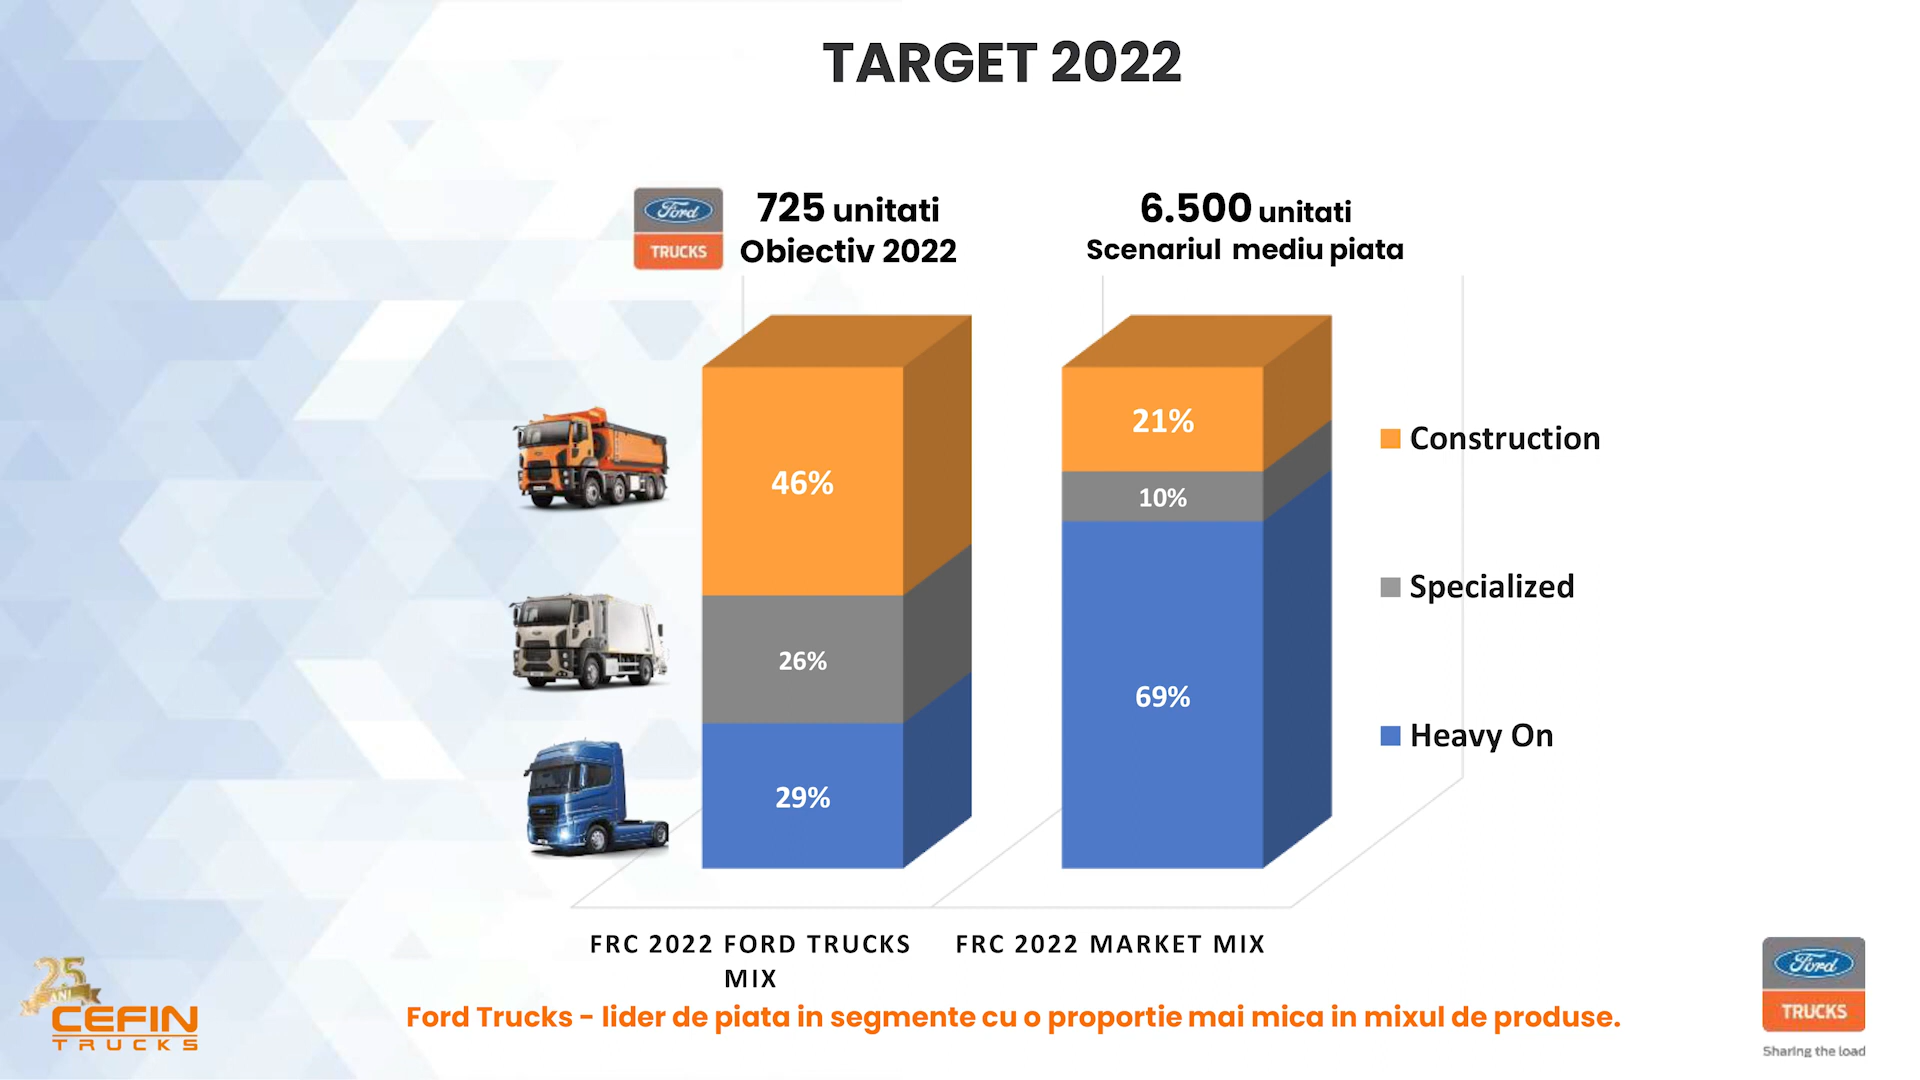 TARGET 2022
Ford
TRUCKS
725 unitati
Obiectiv 2022
6.500 unitati
Scenariul mediu piata
46%
26%
29%
21%
10%
69%
Construction
Specialized
Heavy On
FRC 2022 FORD TRUCKS
MIX
FRC 2022 MARKET MIX
Ford Trucks - lider de piata in segmente cu o proportie mai mica in mixul de produse.
25
ANI
CEFIN
TRUCKS
Ford
TRUCKS
Sharing the load